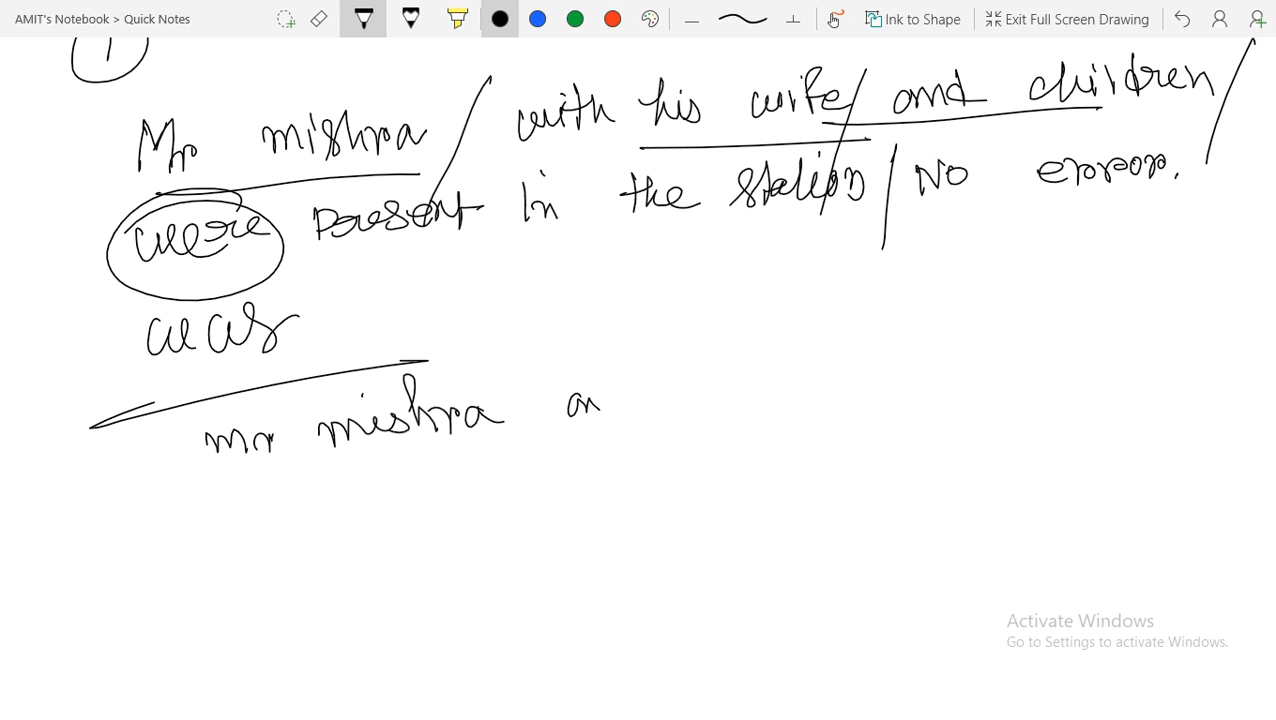 AMIT's Notebook > Quick Notes
Ink to Shape
Exit Full Screen Drawing
1
Mr mishra / with his wife / and children /
were present in the station / No error.
was
mr mishra an
Activate Windows
Go to Settings to activate Windows.